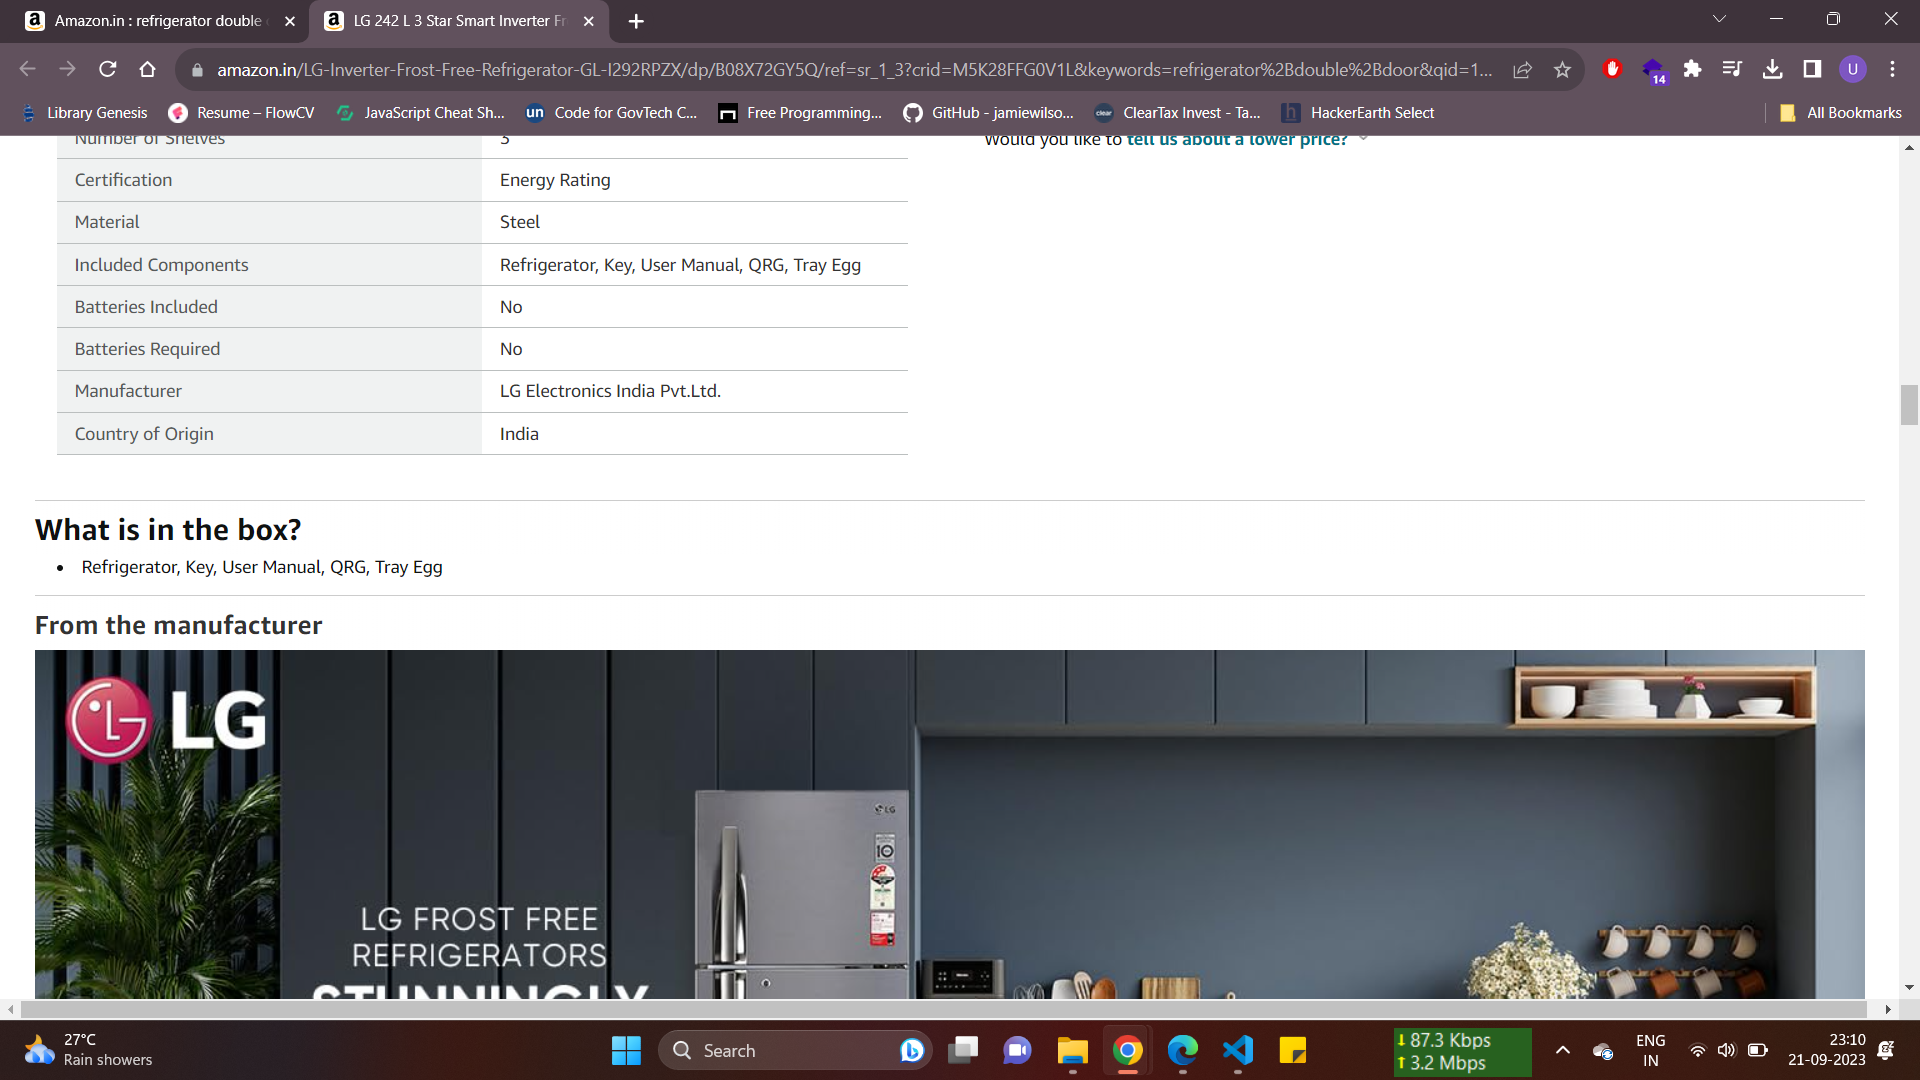 Amazon.in : refrigerator double
LG 242 L 3 Star Smart Inverter Fr
amazon.in/LG-Inverter-Frost-Free-Refrigerator-GL-I292RPZX/dp/B08X72GY5Q/ref=sr_1_3?crid=M5K28FFG0V1L&keywords=refrigerator%2Bdouble%2Bdoor&qid=1...
14
U
Library Genesis
Resume – FlowCV
JavaScript Cheat Sh...
un Code for GovTech C...
Free Programming...
GitHub - jamiewilso...
clear ClearTax Invest - Ta...
h HackerEarth Select
All Bookmarks
Number of Shelves 3
Would you like to tell us about a lower price?
Certification Energy Rating
Material Steel
Included Components Refrigerator, Key, User Manual, QRG, Tray Egg
Batteries Included No
Batteries Required No
Manufacturer LG Electronics India Pvt.Ltd.
Country of Origin India
What is in the box?
• Refrigerator, Key, User Manual, QRG, Tray Egg
From the manufacturer
LG
LG
10
LG FROST FREE
REFRIGERATORS
STUNNINGLY
27°C
Rain showers
Search
87.3 Kbps
3.2 Mbps
ENG
IN
23:10
21-09-2023